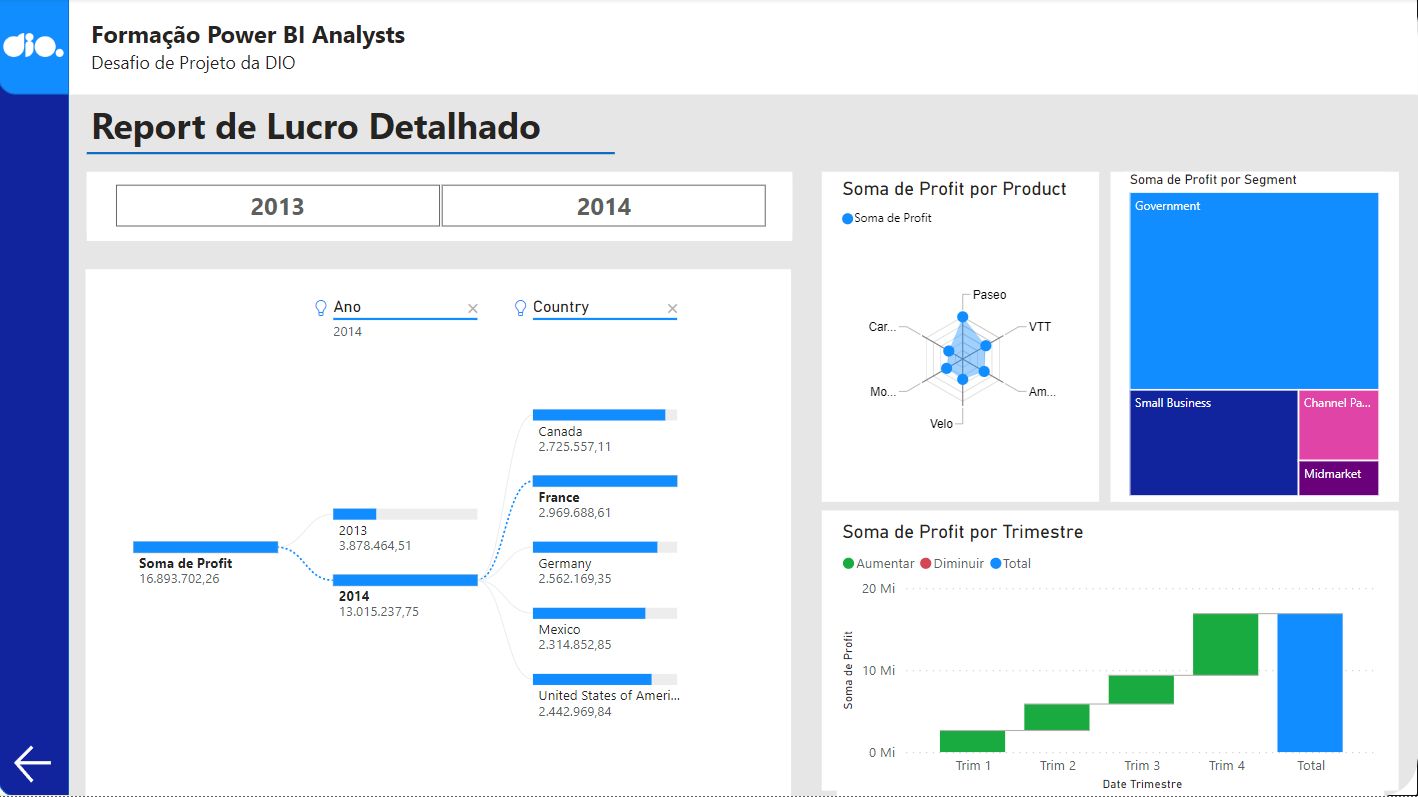 dio.
Formação Power BI Analysts
Desafio de Projeto da DIO
Report de Lucro Detalhado
2013
2014
Ano
2014
Country
Soma de Profit
16.893.702,26
2013
3.878.464,51
2014
13.015.237,75
Canada
2.725.557,11
France
2.969.688,61
Germany
2.562.169,35
Mexico
2.314.852,85
United States of Ameri...
2.442.969,84
Soma de Profit por Product
Soma de Profit
Paseo
VTT
Am...
Velo
Mo...
Car...
Soma de Profit por Segment
Government
Small Business
Channel Pa...
Midmarket
Soma de Profit por Trimestre
Aumentar Diminuir Total
Soma de Profit
20 Mi
10 Mi
0 Mi
Trim 1 Trim 2 Trim 3 Trim 4 Total
Date Trimestre